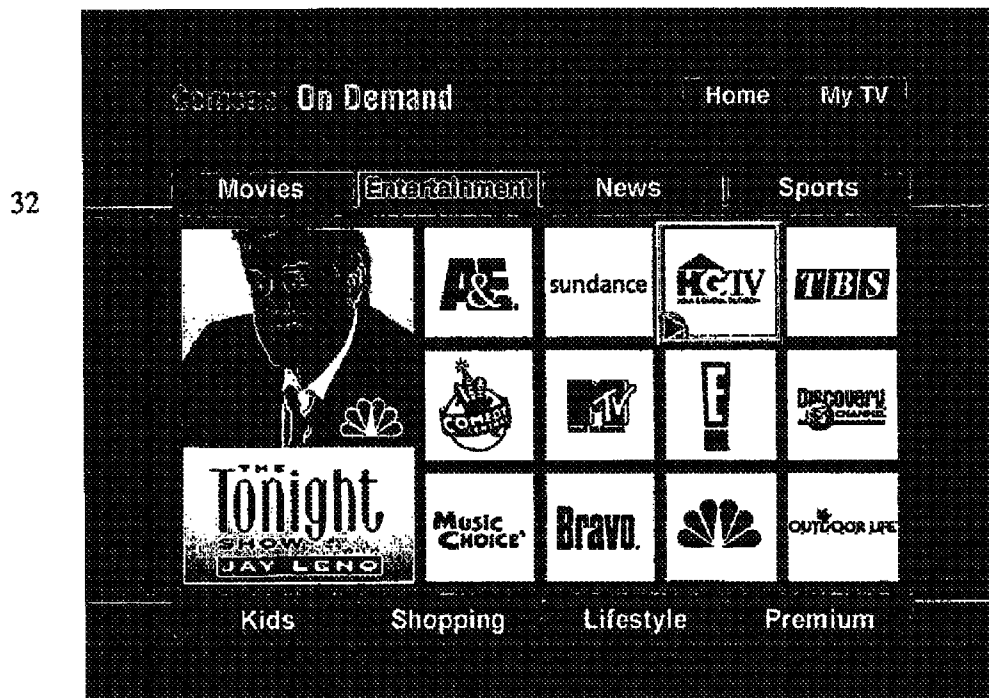 On Demand Home My TV
32
Movies Entertainment News Sports
A&E. sundance HGTV TBS
COMEDY MTV E Discovery CHANNEL
THE Tonight SHOW
JAY LENO
MUSIC CHOICE Bravo. OUTDOOR LIFE
Kids Shopping Lifestyle Premium